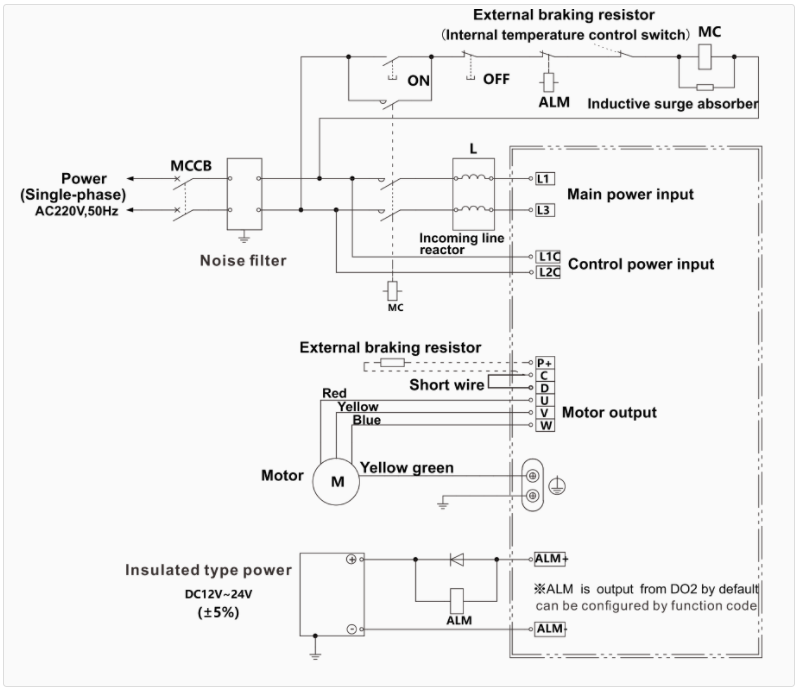 External braking resistor
(Internal temperature control switch)
MC
ON
OFF
ALM
Inductive surge absorber
L
MCCB
Power
(Single-phase)
AC220V,50Hz
L1
Main power input
L3
Incoming line
reactor
Noise filter
L1C
Control power input
L2C
MC
External braking resistor
P+
C
Short wire
D
Red
U
Yellow
V
Motor output
Blue
W
Motor
M
Yellow green
Insulated type power
DC12V~24V
(±5%)
+
-
ALM
ALM+
※ALM is output from DO2 by default
can be configured by function code
ALM-